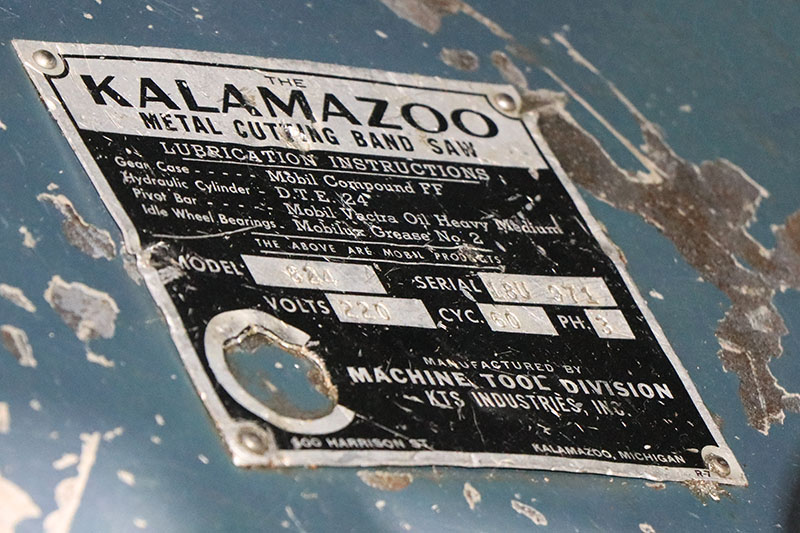 THE
KALAMAZOO
METAL CUTTING BAND SAW
LUBRICATION INSTRUCTIONS
Gear Case - - - - Mobil Compound FF
Hydraulic Cylinder - - D.T.E. 24
Pivot Bar - - - - Mobil Vactra Oil Heavy Medium
Idle Wheel Bearings - Mobilux Grease No. 2
THE ABOVE ARE MOBIL PRODUCTS
MODEL 824 SERIAL 18U 971
VOLTS 220 CYC. 60 PH. 3
MANUFACTURED BY
MACHINE TOOL DIVISION
KTS INDUSTRIES, INC.
HARRISON ST. KALAMAZOO, MICHIGAN
R-7